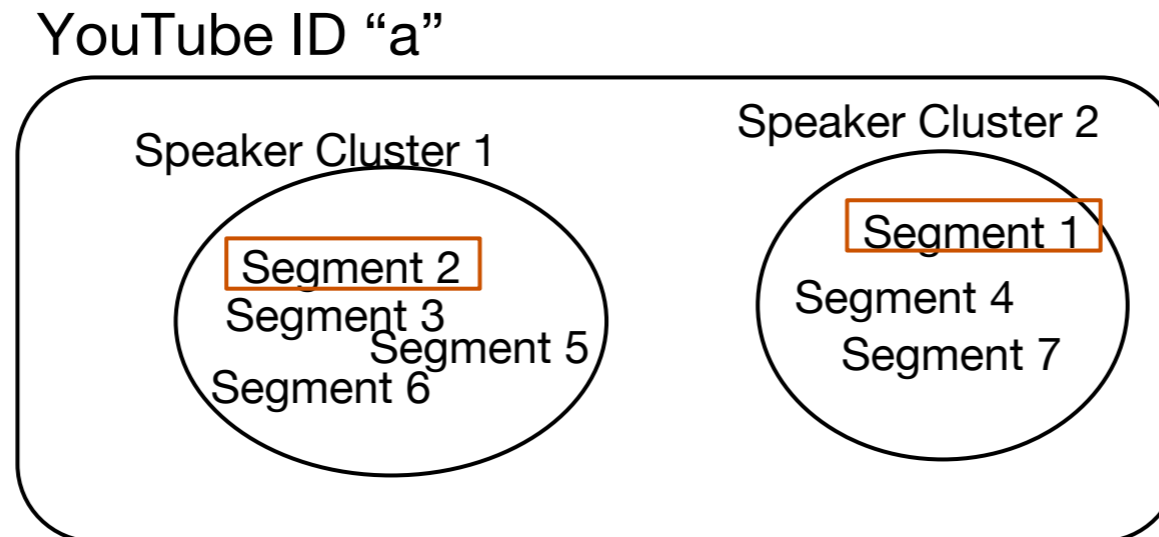 YouTube ID “a”
Speaker Cluster 1
Segment 2
Segment 3
Segment 5
Segment 6
Speaker Cluster 2
Segment 1
Segment 4
Segment 7